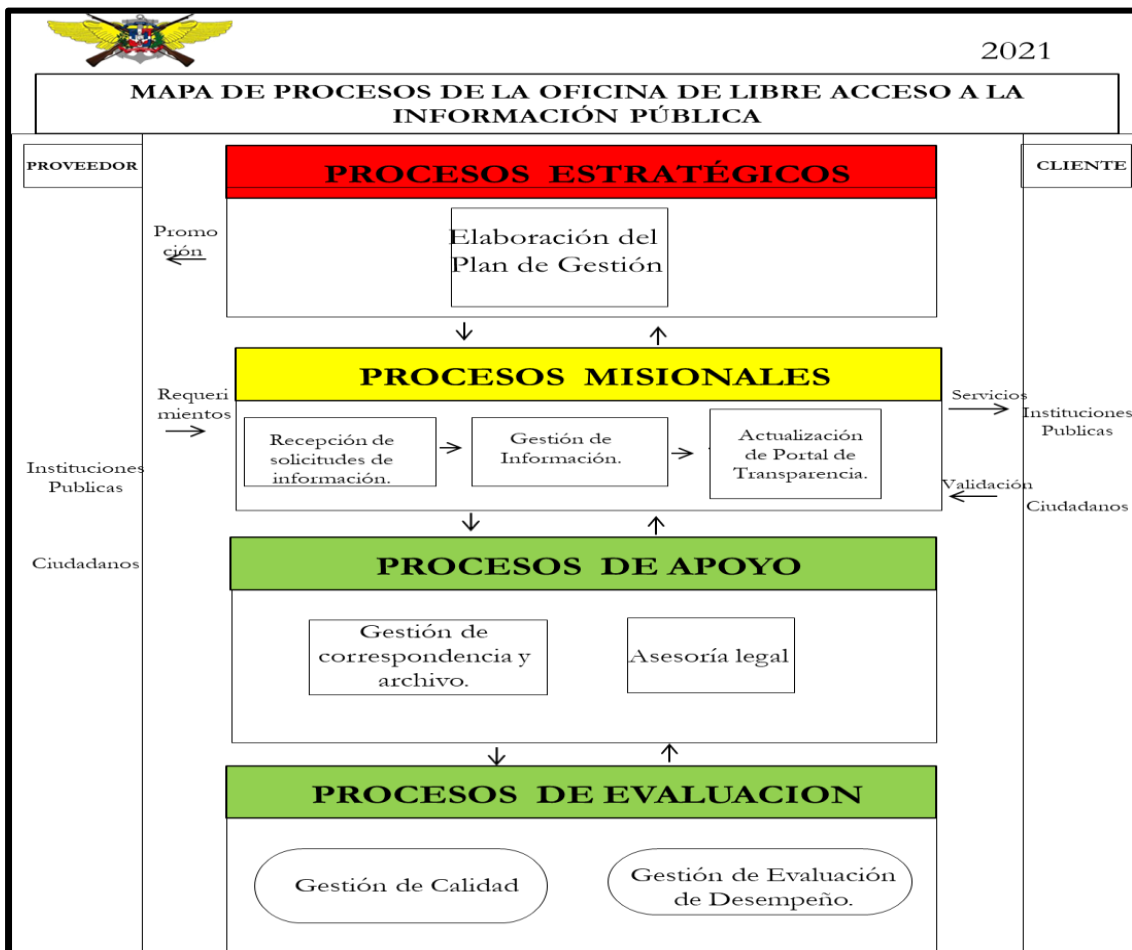 2021
MAPA DE PROCESOS DE LA OFICINA DE LIBRE ACCESO A LA
INFORMACIÓN PÚBLICA
PROVEEDOR
CLIENTE
PROCESOS ESTRATÉGICOS
Promo
ción
Elaboración del
Plan de Gestión
PROCESOS MISIONALES
Requeri
mientos
Recepción de
solicitudes de
información.
Gestión de
Información.
Actualización
de Portal de
Transparencia.
Servicios
Instituciones
Publicas
Validación
Ciudadanos
Instituciones
Publicas
Ciudadanos
PROCESOS DE APOYO
Gestión de
correspondencia y
archivo.
Asesoría legal
PROCESOS DE EVALUACION
Gestión de Calidad
Gestión de Evaluación
de Desempeño.